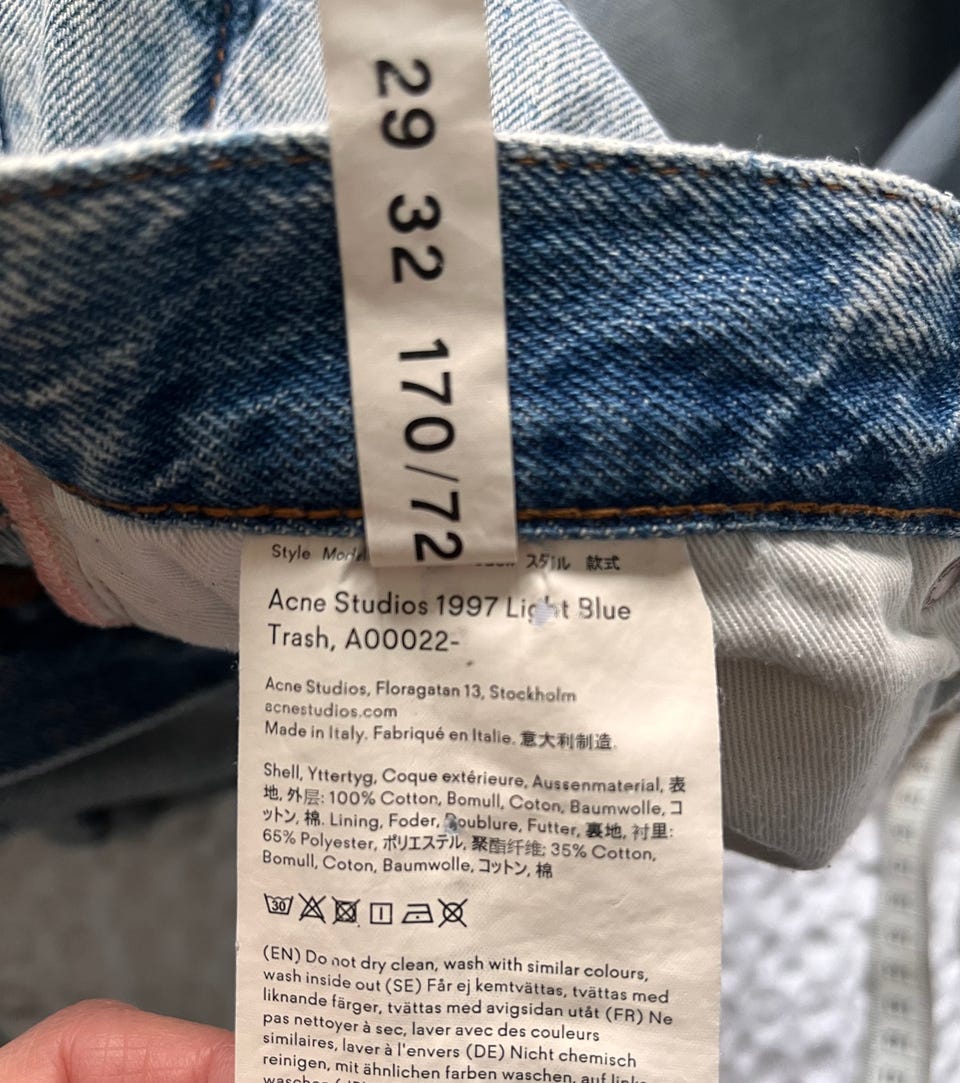 29 32 170/72
Style Model スタイル 款式
Acne Studios 1997 Light Blue
Trash, A00022-
Acne Studios, Floragatan 13, Stockholm
acnestudios.com
Made in Italy. Fabriqué en Italie. 意大利制造.
Shell, Yttertyg, Coque extérieure, Aussenmaterial, 表
地, 外层: 100% Cotton, Bomull, Coton, Baumwolle, コ
ットン, 棉. Lining, Foder, Doublure, Futter, 裏地, 衬里:
65% Polyester, ポリエステル, 聚酯纤维; 35% Cotton,
Bomull, Coton, Baumwolle, コットン, 棉
30
(EN) Do not dry clean, wash with similar colours,
wash inside out (SE) Får ej kemtvättas, tvättas med
liknande färger, tvättas med avigsidan utåt (FR) Ne
pas nettoyer à sec, laver avec des couleurs
similaires, laver à l'envers (DE) Nicht chemisch
reinigen, mit ähnlichen farben waschen, auf links